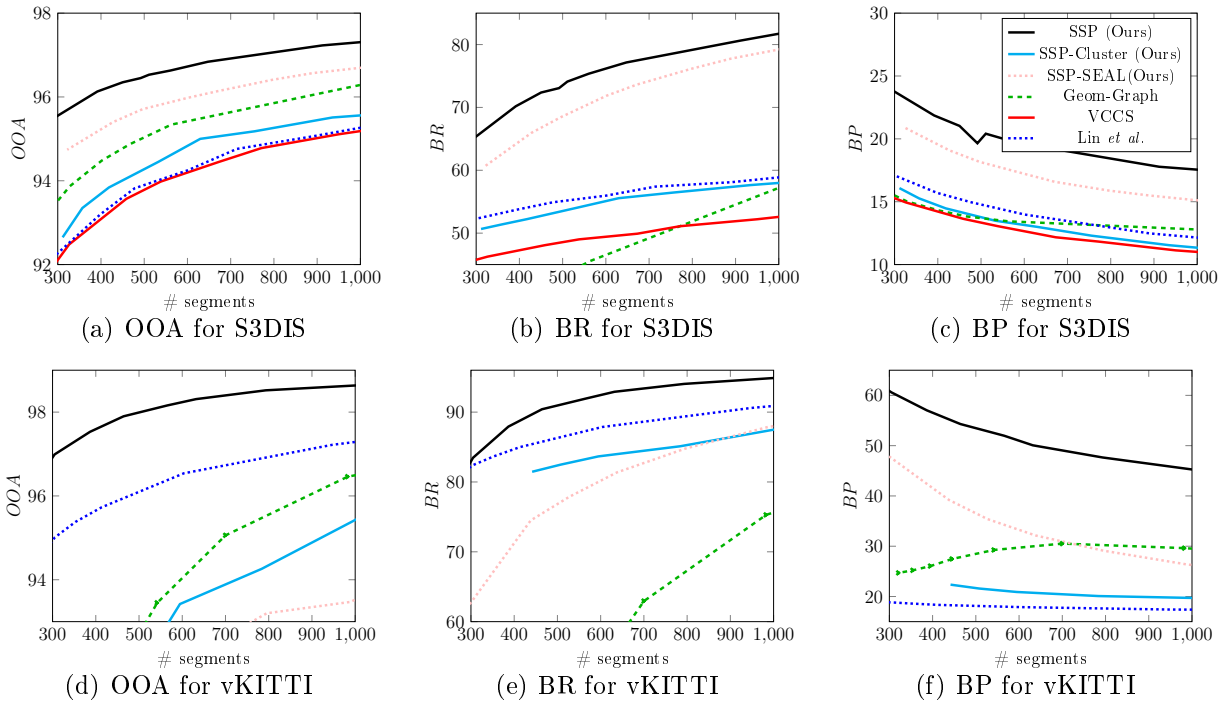 98
96
94
92
300 400 500 600 700 800 900 1,000
OOA
# segments
(a) OOA for S3DIS
80
70
60
50
300 400 500 600 700 800 900 1,000
BR
# segments
(b) BR for S3DIS
30
25
20
15
10
300 400 500 600 700 800 900 1,000
BP
# segments
SSP (Ours)
SSP-Cluster (Ours)
SSP-SEAL(Ours)
Geom-Graph
VCCS
Lin et al.
(c) BP for S3DIS
98
96
94
300 400 500 600 700 800 900 1,000
OOA
# segments
(d) OOA for vKITTI
90
80
70
60
300 400 500 600 700 800 900 1,000
BR
# segments
(e) BR for vKITTI
60
50
40
30
20
300 400 500 600 700 800 900 1,000
BP
# segments
(f) BP for vKITTI